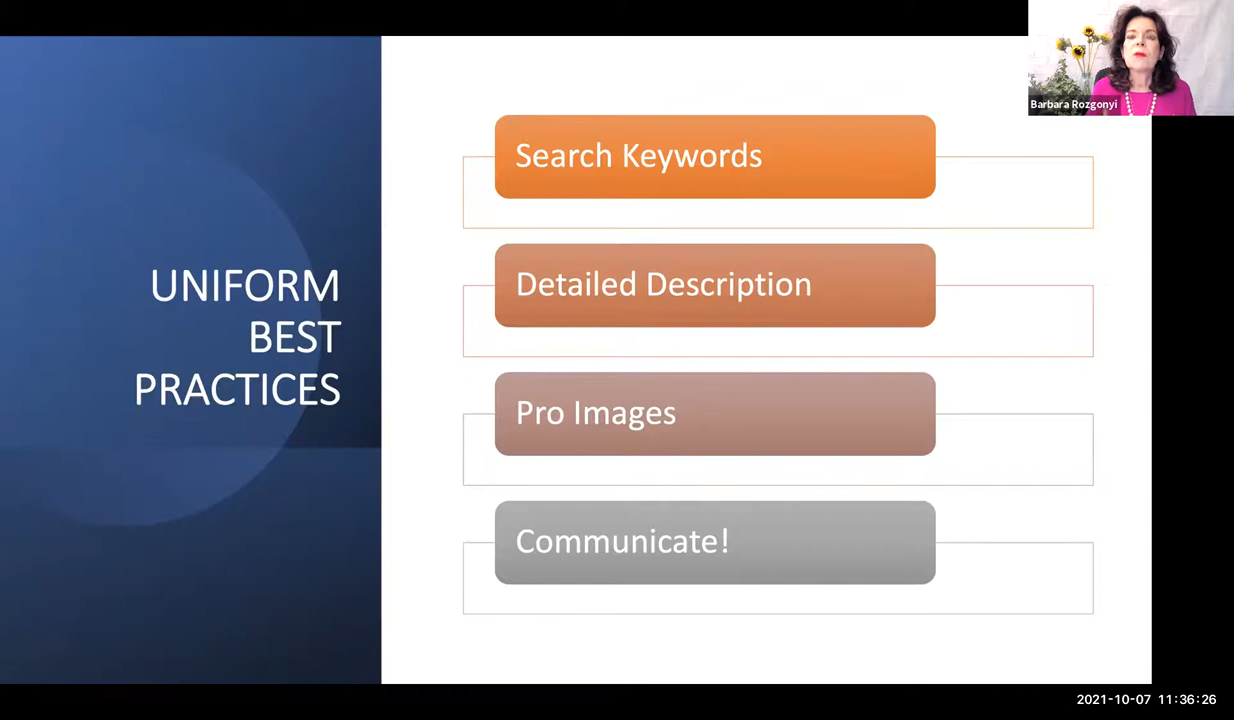 UNIFORM
BEST
PRACTICES
Search Keywords
Detailed Description
Pro Images
Communicate!
Barbara Rozgonyi
2021-10-07 11:36:26